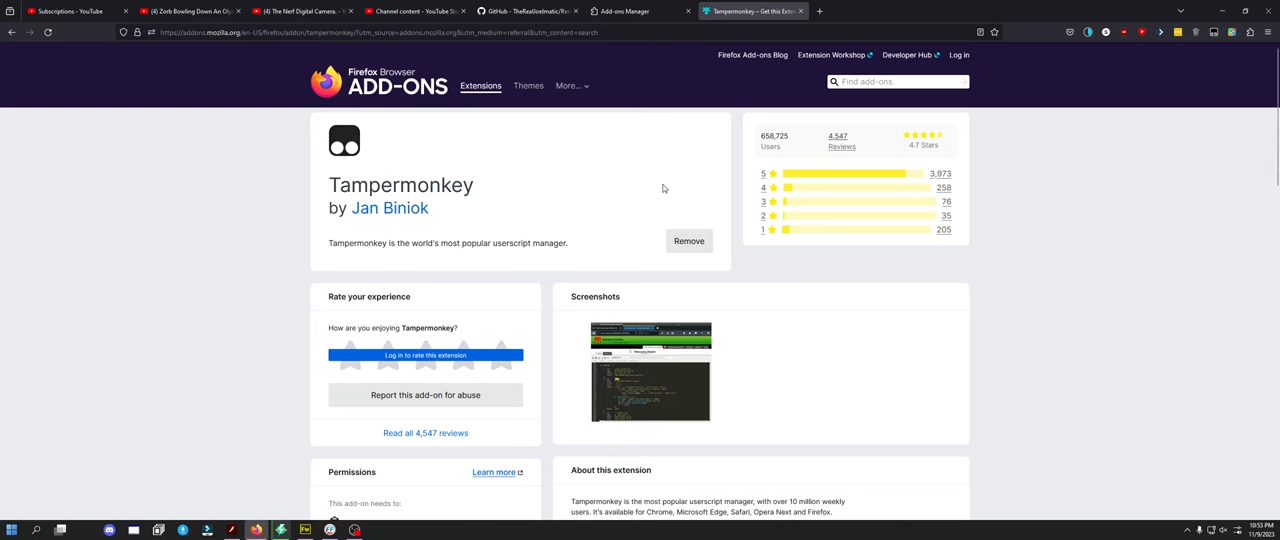 Subscriptions - YouTube
(4) Zorb Bowling Down An Oly
(4) The Nerf Digital Camera. - Yo
Channel content - YouTube Stu
GitHub - TheRealJoelmatic/Rem
Add-ons Manager
Tampermonkey – Get this Exten
https://addons.mozilla.org/en-US/firefox/addon/tampermonkey/?utm_source=addons.mozilla.org&utm_medium=referral&utm_content=search
Firefox Add-ons Blog
Extension Workshop
Developer Hub
Log in
Firefox Browser
ADD-ONS
Extensions
Themes
More...
Find add-ons
Tampermonkey
by Jan Biniok
Tampermonkey is the world's most popular userscript manager.
Remove
658,725
Users
4,547
Reviews
4.7 Stars
5 3,973
4 258
3 76
2 35
1 205
Rate your experience
How are you enjoying Tampermonkey?
Log in to rate this extension
Report this add-on for abuse
Read all 4,547 reviews
Screenshots
Permissions
Learn more
This add-on needs to:
About this extension
Tampermonkey is the most popular userscript manager, with over 10 million weekly
users. It's available for Chrome, Microsoft Edge, Safari, Opera Next and Firefox.
Fw
10:53 PM
11/9/2023